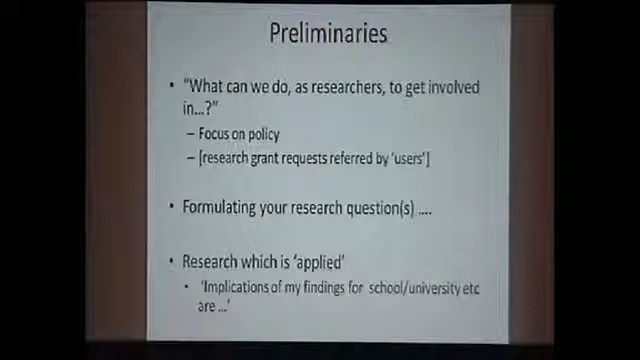 Preliminaries
• "What can we do, as researchers, to get involved
in...?"
– Focus on policy
– [research grant requests referred by 'users']
• Formulating your research question(s) ....
• Research which is 'applied'
• 'Implications of my findings for school/university etc
are ...'